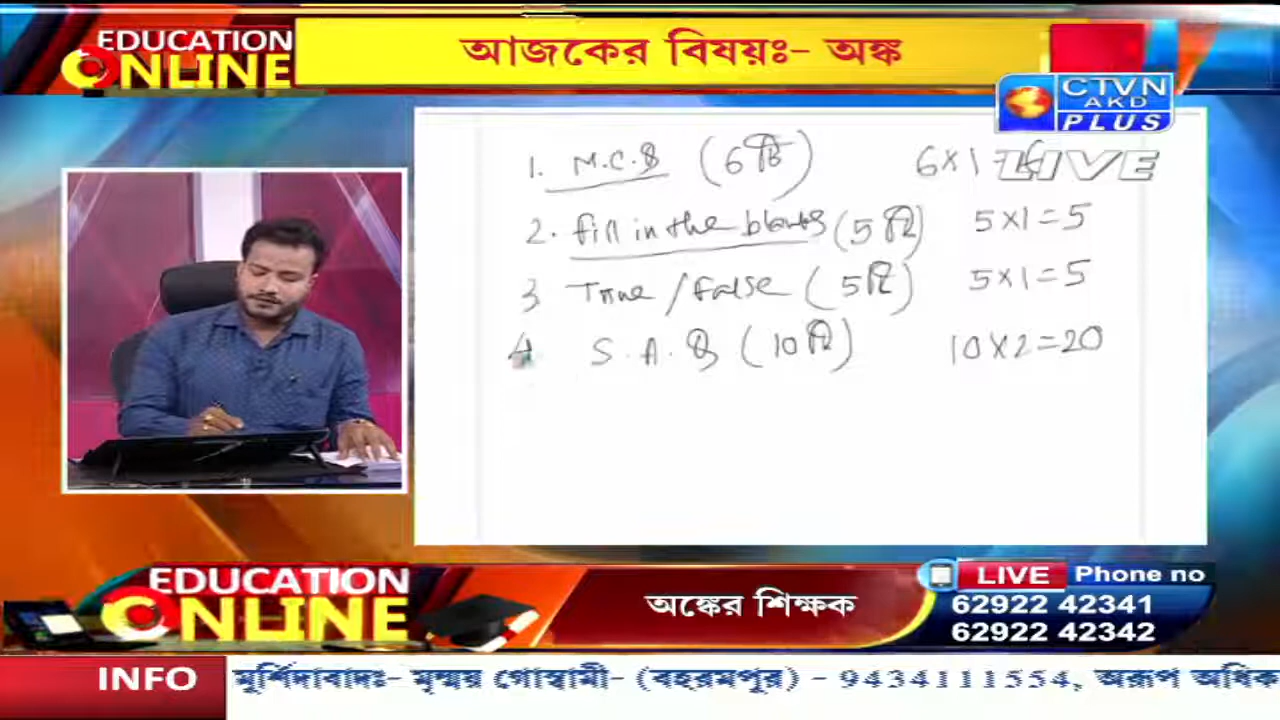 EDUCATION
ONLINE
আজকের বিষয়ঃ- অঙ্ক
CTVN
AKD
PLUS
LIVE
1. M.C.Q (6টি) 6×1=
2. fill in the blanks (5টি) 5×1=5
3 True/false (5টি) 5×1=5
4 S.A.Q (10টি) 10×2=20
EDUCATION
ONLINE
অঙ্কের শিক্ষক
LIVE Phone no
62922 42341
62922 42342
INFO মুর্শিদাবাদঃ- মৃন্ময় গোস্বামী- (বহরমপুর) - 9434111554, অরূপ অধিক